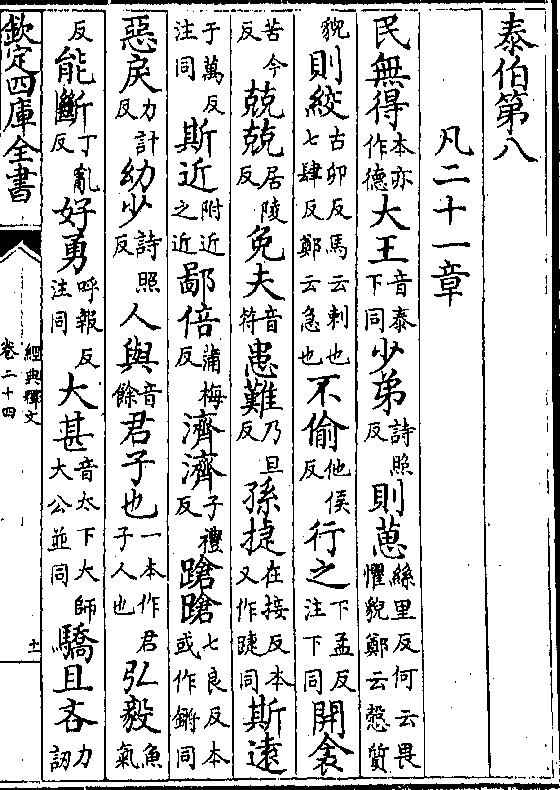 泰伯第八
凡二十一章
民無得本亦作德大王音泰下同少弟詩照反則葸絲里反何云畏懼貌鄭云慤質
貌則絞古卯反馬云刺也七肆反鄭云急也不偷他侯反行之下孟反注下同開衾
苦今反兢兢居陵反免夫音符患難乃旦反孫捷在接反本又作踕同斯遠
于萬反注同斯近附近之近鄙倍蒲梅反濟濟子禮反蹌蹌七良反本或作鏘同
惡戾力計反幼少詩照反人與音餘君子也一本作君子人也弘毅魚氣
反能斷丁亂反好勇呼報反注同大甚音太下大師大公並同驕且吝力訒
欽定四庫全書
經典釋文
卷二十四
十一